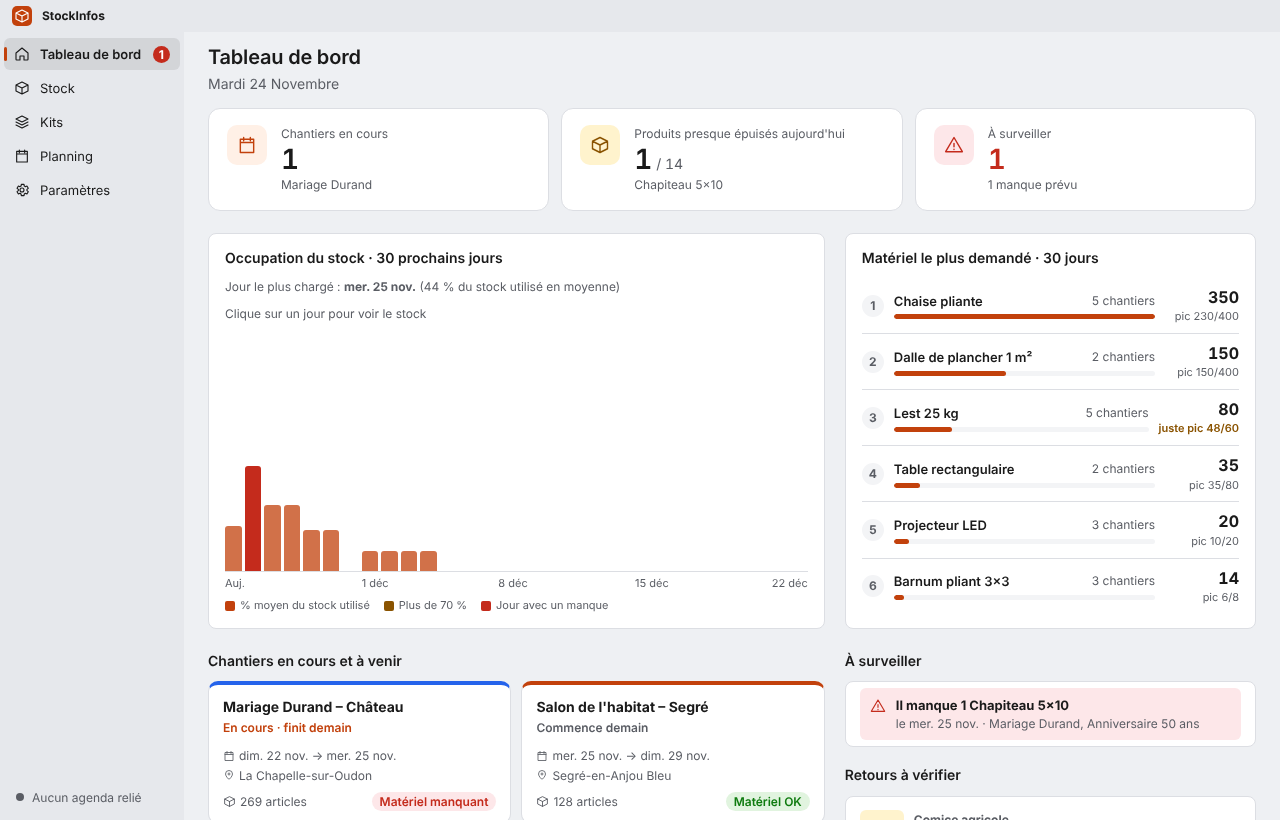 StockInfos
Tableau de bord 1
Stock
Kits
Planning
Paramètres
Aucun agenda relié
Tableau de bord
Mardi 24 Novembre
Chantiers en cours
1
Mariage Durand
Produits presque épuisés aujourd'hui
1 / 14
Chapiteau 5×10
À surveiller
1
1 manque prévu
Occupation du stock · 30 prochains jours
Jour le plus chargé : mer. 25 nov. (44 % du stock utilisé en moyenne)
Clique sur un jour pour voir le stock
Auj. 1 déc 8 déc 15 déc 22 déc
% moyen du stock utilisé Plus de 70 % Jour avec un manque
Matériel le plus demandé · 30 jours
1 Chaise pliante 5 chantiers 350
pic 230/400
2 Dalle de plancher 1 m² 2 chantiers 150
pic 150/400
3 Lest 25 kg 5 chantiers 80
juste pic 48/60
4 Table rectangulaire 2 chantiers 35
pic 35/80
5 Projecteur LED 3 chantiers 20
pic 10/20
6 Barnum pliant 3×3 3 chantiers 14
pic 6/8
Chantiers en cours et à venir
Mariage Durand – Château
En cours · finit demain
dim. 22 nov. → mer. 25 nov.
La Chapelle-sur-Oudon
269 articles Matériel manquant
Salon de l'habitat – Segré
Commence demain
mer. 25 nov. → dim. 29 nov.
Segré-en-Anjou Bleu
128 articles Matériel OK
À surveiller
Il manque 1 Chapiteau 5×10
le mer. 25 nov. · Mariage Durand, Anniversaire 50 ans
Retours à vérifier
Comice agricole